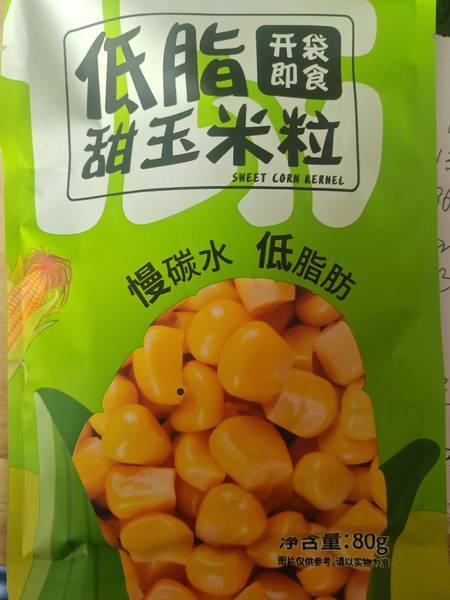 低脂
开袋
即食
甜玉米粒
SWEET CORN KERNEL
慢碳水 低脂肪
净含量:80g
图片仅供参考,请以实物为准